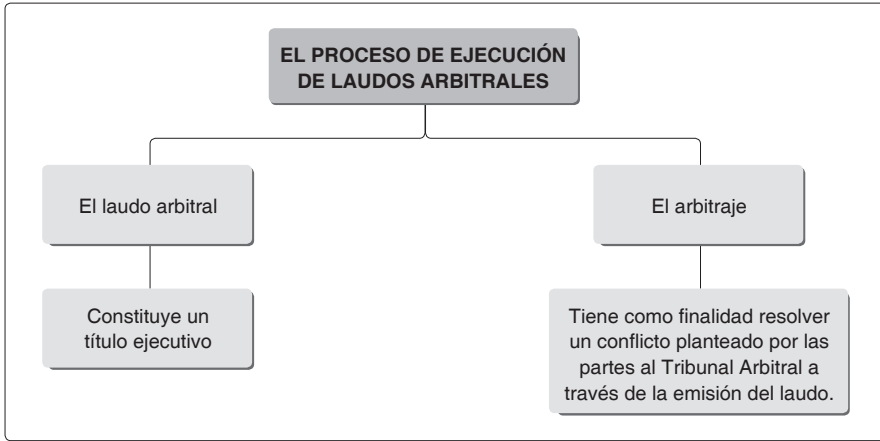 EL PROCESO DE EJECUCIÓN
DE LAUDOS ARBITRALES
El laudo arbitral
El arbitraje
Constituye un
título ejecutivo
Tiene como finalidad resolver
un conflicto planteado por las
partes al Tribunal Arbitral a
través de la emisión del laudo.